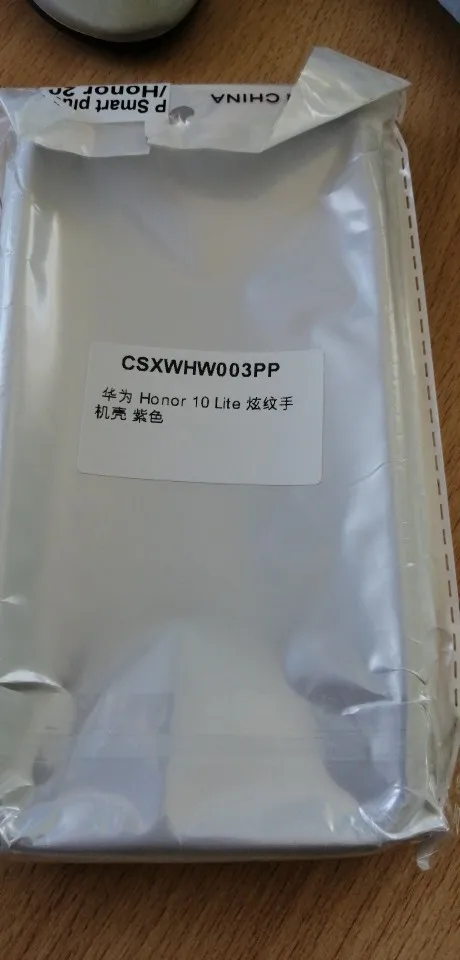 P Smart plus
/Honor 20
CHINA
CSXWHW003PP
华为 Honor 10 Lite 炫纹手
机壳 紫色